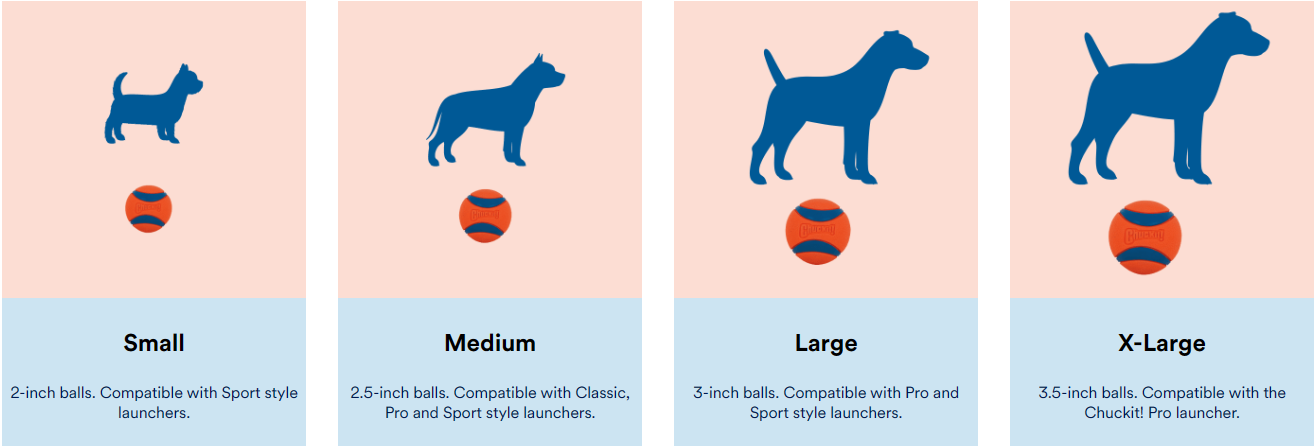 Small
2-inch balls. Compatible with Sport style
launchers.
Medium
2.5-inch balls. Compatible with Classic,
Pro and Sport style launchers.
Large
3-inch balls. Compatible with Pro and
Sport style launchers.
X-Large
3.5-inch balls. Compatible with the
Chuckit! Pro launcher.